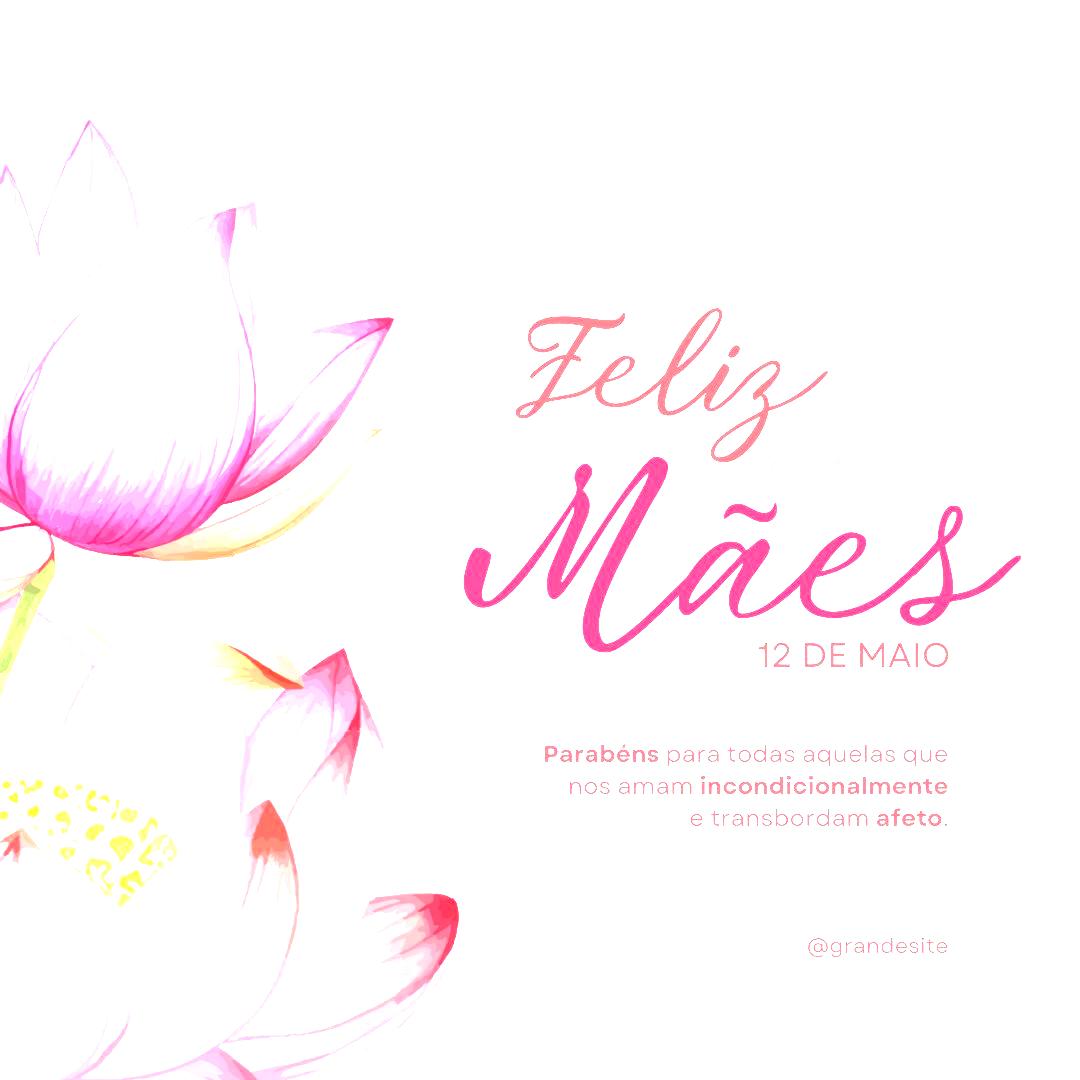 Feliz
Mães
12 DE MAIO
Parabéns para todas aquelas que
nos amam incondicionalmente
e transbordam afeto.
@grandesite